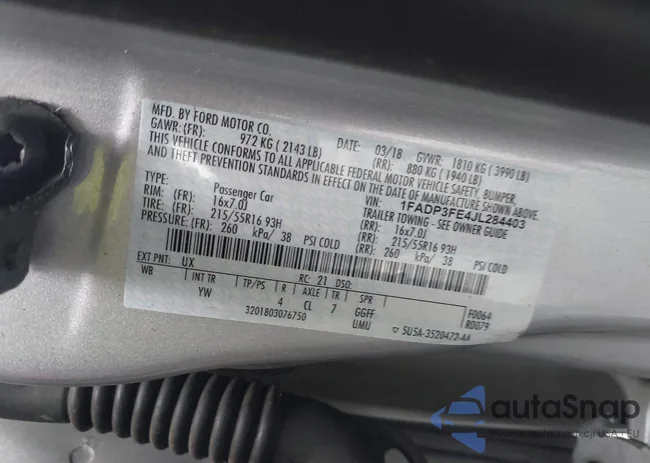 MFD. BY FORD MOTOR CO.
DATE: 03/18 GVWR: 1810 KG ( 3990 LB)
GAWR: (FR): 972 KG ( 2143 LB) (RR): 880 KG ( 1940 LB)
THIS VEHICLE CONFORMS TO ALL APPLICABLE FEDERAL MOTOR VEHICLE SAFETY, BUMPER,
AND THEFT PREVENTION STANDARDS IN EFFECT ON THE DATE OF MANUFACTURE SHOWN ABOVE.
VIN: 1FADP3FE4JL284403
TYPE: Passenger Car TRAILER TOWING - SEE OWNER GUIDE
RIM: (FR): 16x7.0J (RR): 16x7.0J
TIRE: (FR): 215/55R16 93H (RR): 215/55R16 93H
PRESSURE: (FR): 260 kPa/ 38 PSI COLD (RR): 260 kPa/ 38 PSI COLD
EXT PNT: UX RC: 21 DSO:
WB INT TR TP/PS R AXLE TR SPR
YW 4 CL 7 GGFF F0064
UMU R0079
3201803076750 5U5A-3520472-AA
autaSnap